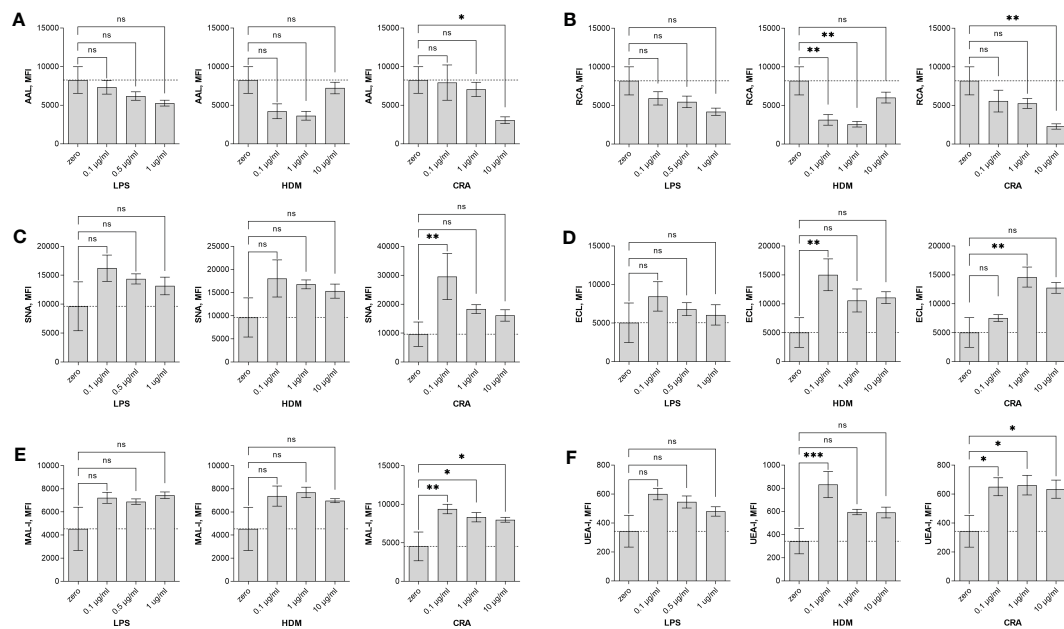 A
ns
ns
ns
15000
10000
5000
0
AAL, MFI
zero
0.1 µg/ml
0.5 µg/ml
1 µg/ml
LPS
ns
ns
ns
15000
10000
5000
0
AAL, MFI
zero
0.1 µg/ml
1 µg/ml
10 µg/ml
HDM
*
ns
ns
15000
10000
5000
0
AAL, MFI
zero
0.1 µg/ml
1 µg/ml
10 µg/ml
CRA
B
ns
ns
ns
15000
10000
5000
0
RCA, MFI
zero
0.1 µg/ml
0.5 µg/ml
1 µg/ml
LPS
ns
**
**
15000
10000
5000
0
RCA, MFI
zero
0.1 µg/ml
1 µg/ml
10 µg/ml
HDM
**
ns
ns
15000
10000
5000
0
RCA, MFI
zero
0.1 µg/ml
1 µg/ml
10 µg/ml
CRA
C
ns
ns
ns
20000
15000
10000
5000
0
SNA, MFI
zero
0.1 µg/ml
0.5 µg/ml
1 µg/ml
LPS
ns
ns
ns
25000
20000
15000
10000
5000
0
SNA, MFI
zero
0.1 µg/ml
1 µg/ml
10 µg/ml
HDM
ns
ns
**
40000
30000
20000
10000
0
SNA, MFI
zero
0.1 µg/ml
1 µg/ml
10 µg/ml
CRA
D
ns
ns
ns
15000
10000
5000
0
ECL, MFI
zero
0.1 µg/ml
0.5 µg/ml
1 µg/ml
LPS
ns
ns
**
20000
15000
10000
5000
0
ECL, MFI
zero
0.1 µg/ml
1 µg/ml
10 µg/ml
HDM
ns
**
ns
20000
15000
10000
5000
0
ECL, MFI
zero
0.1 µg/ml
1 µg/ml
10 µg/ml
CRA
E
ns
ns
ns
10000
8000
6000
4000
2000
0
MAL-I, MFI
zero
0.1 µg/ml
0.5 µg/ml
1 µg/ml
LPS
ns
ns
ns
10000
8000
6000
4000
2000
0
MAL-I, MFI
zero
0.1 µg/ml
1 µg/ml
10 µg/ml
HDM
*
*
**
15000
10000
5000
0
MAL-I, MFI
zero
0.1 µg/ml
1 µg/ml
10 µg/ml
CRA
F
ns
ns
ns
800
600
400
200
0
UEA-I, MFI
zero
0.1 µg/ml
0.5 µg/ml
1 µg/ml
LPS
ns
ns
***
1000
800
600
400
200
0
UEA-I, MFI
zero
0.1 µg/ml
1 µg/ml
10 µg/ml
HDM
*
*
*
800
600
400
200
0
UEA-I, MFI
zero
0.1 µg/ml
1 µg/ml
10 µg/ml
CRA